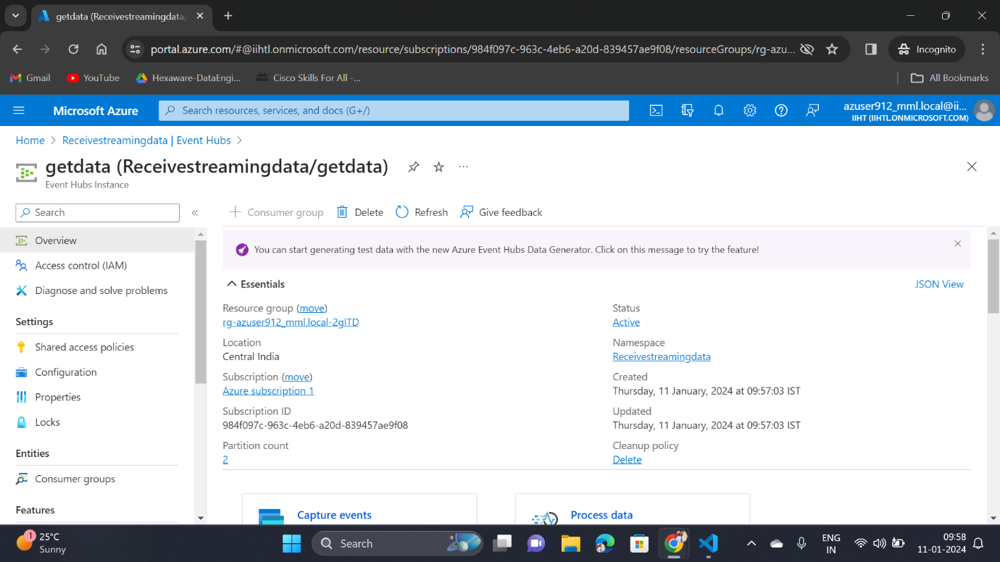 getdata (Receivestreamingdata/
portal.azure.com/#@iihtl.onmicrosoft.com/resource/subscriptions/984f097c-963c-4eb6-a20d-839457ae9f08/resourceGroups/rg-azu...
Incognito
Gmail
YouTube
Hexaware-DataEngi...
Cisco Skills For All -...
All Bookmarks
Microsoft Azure
Search resources, services, and docs (G+/)
azuser912_mml.local@ii...
IIHT (IIHTL.ONMICROSOFT.COM)
Home > Receivestreamingdata | Event Hubs >
getdata (Receivestreamingdata/getdata)
Event Hubs Instance
Search
Consumer group
Delete
Refresh
Give feedback
Overview
Access control (IAM)
Diagnose and solve problems
Settings
Shared access policies
Configuration
Properties
Locks
Entities
Consumer groups
Features
You can start generating test data with the new Azure Event Hubs Data Generator. Click on this message to try the feature!
Essentials
JSON View
Resource group (move)
rg-azuser912_mml.local-2gITD
Location
Central India
Subscription (move)
Azure subscription 1
Subscription ID
984f097c-963c-4eb6-a20d-839457ae9f08
Partition count
2
Status
Active
Namespace
Receivestreamingdata
Created
Thursday, 11 January, 2024 at 09:57:03 IST
Updated
Thursday, 11 January, 2024 at 09:57:03 IST
Cleanup policy
Delete
Capture events
Process data
1
25°C
Sunny
Search
ENG
IN
09:58
11-01-2024